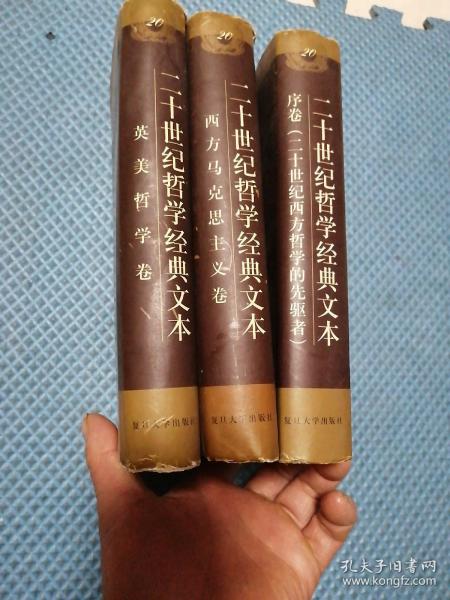 20
二十世纪哲学经典文本
英美哲学卷
复旦大学出版社
20
二十世纪哲学经典文本
西方马克思主义卷
复旦大学出版社
20
二十世纪哲学经典文本
序卷(二十世纪西方哲学的先驱者)
复旦大学出版社
孔夫子旧书网
www.kongfz.com